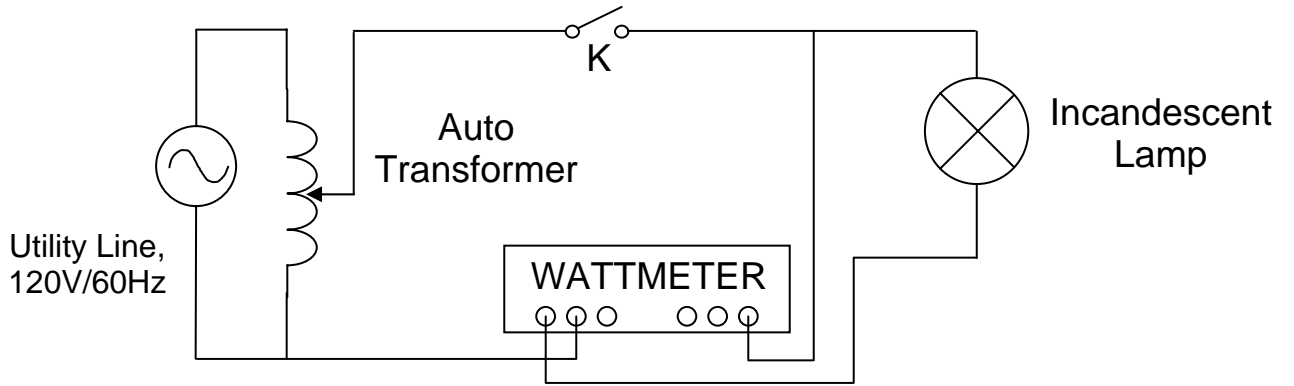 K
Auto
Transformer
Incandescent
Lamp
Utility Line,
120V/60Hz
WATTMETER